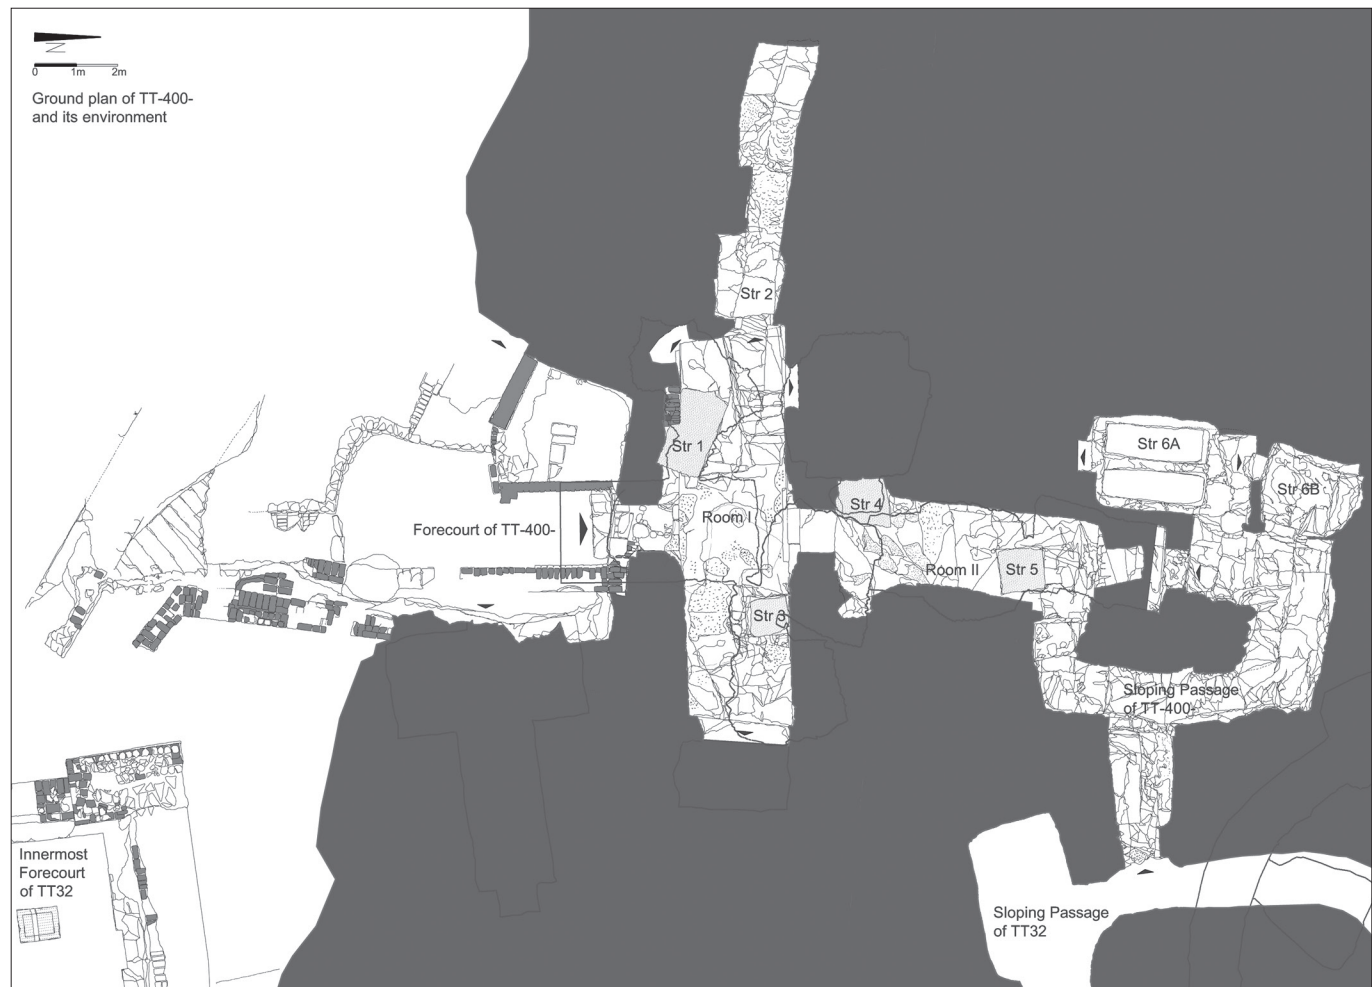 N
0 1m 2m
Ground plan of TT-400-
and its environment
Str 2
Str 1
Str 6A
Str 6B
Str 4
Room I
Forecourt of TT-400-
Room II
Str 5
Str 3
Sloping Passage
of TT-400-
Innermost
Forecourt
of TT32
Sloping Passage
of TT32